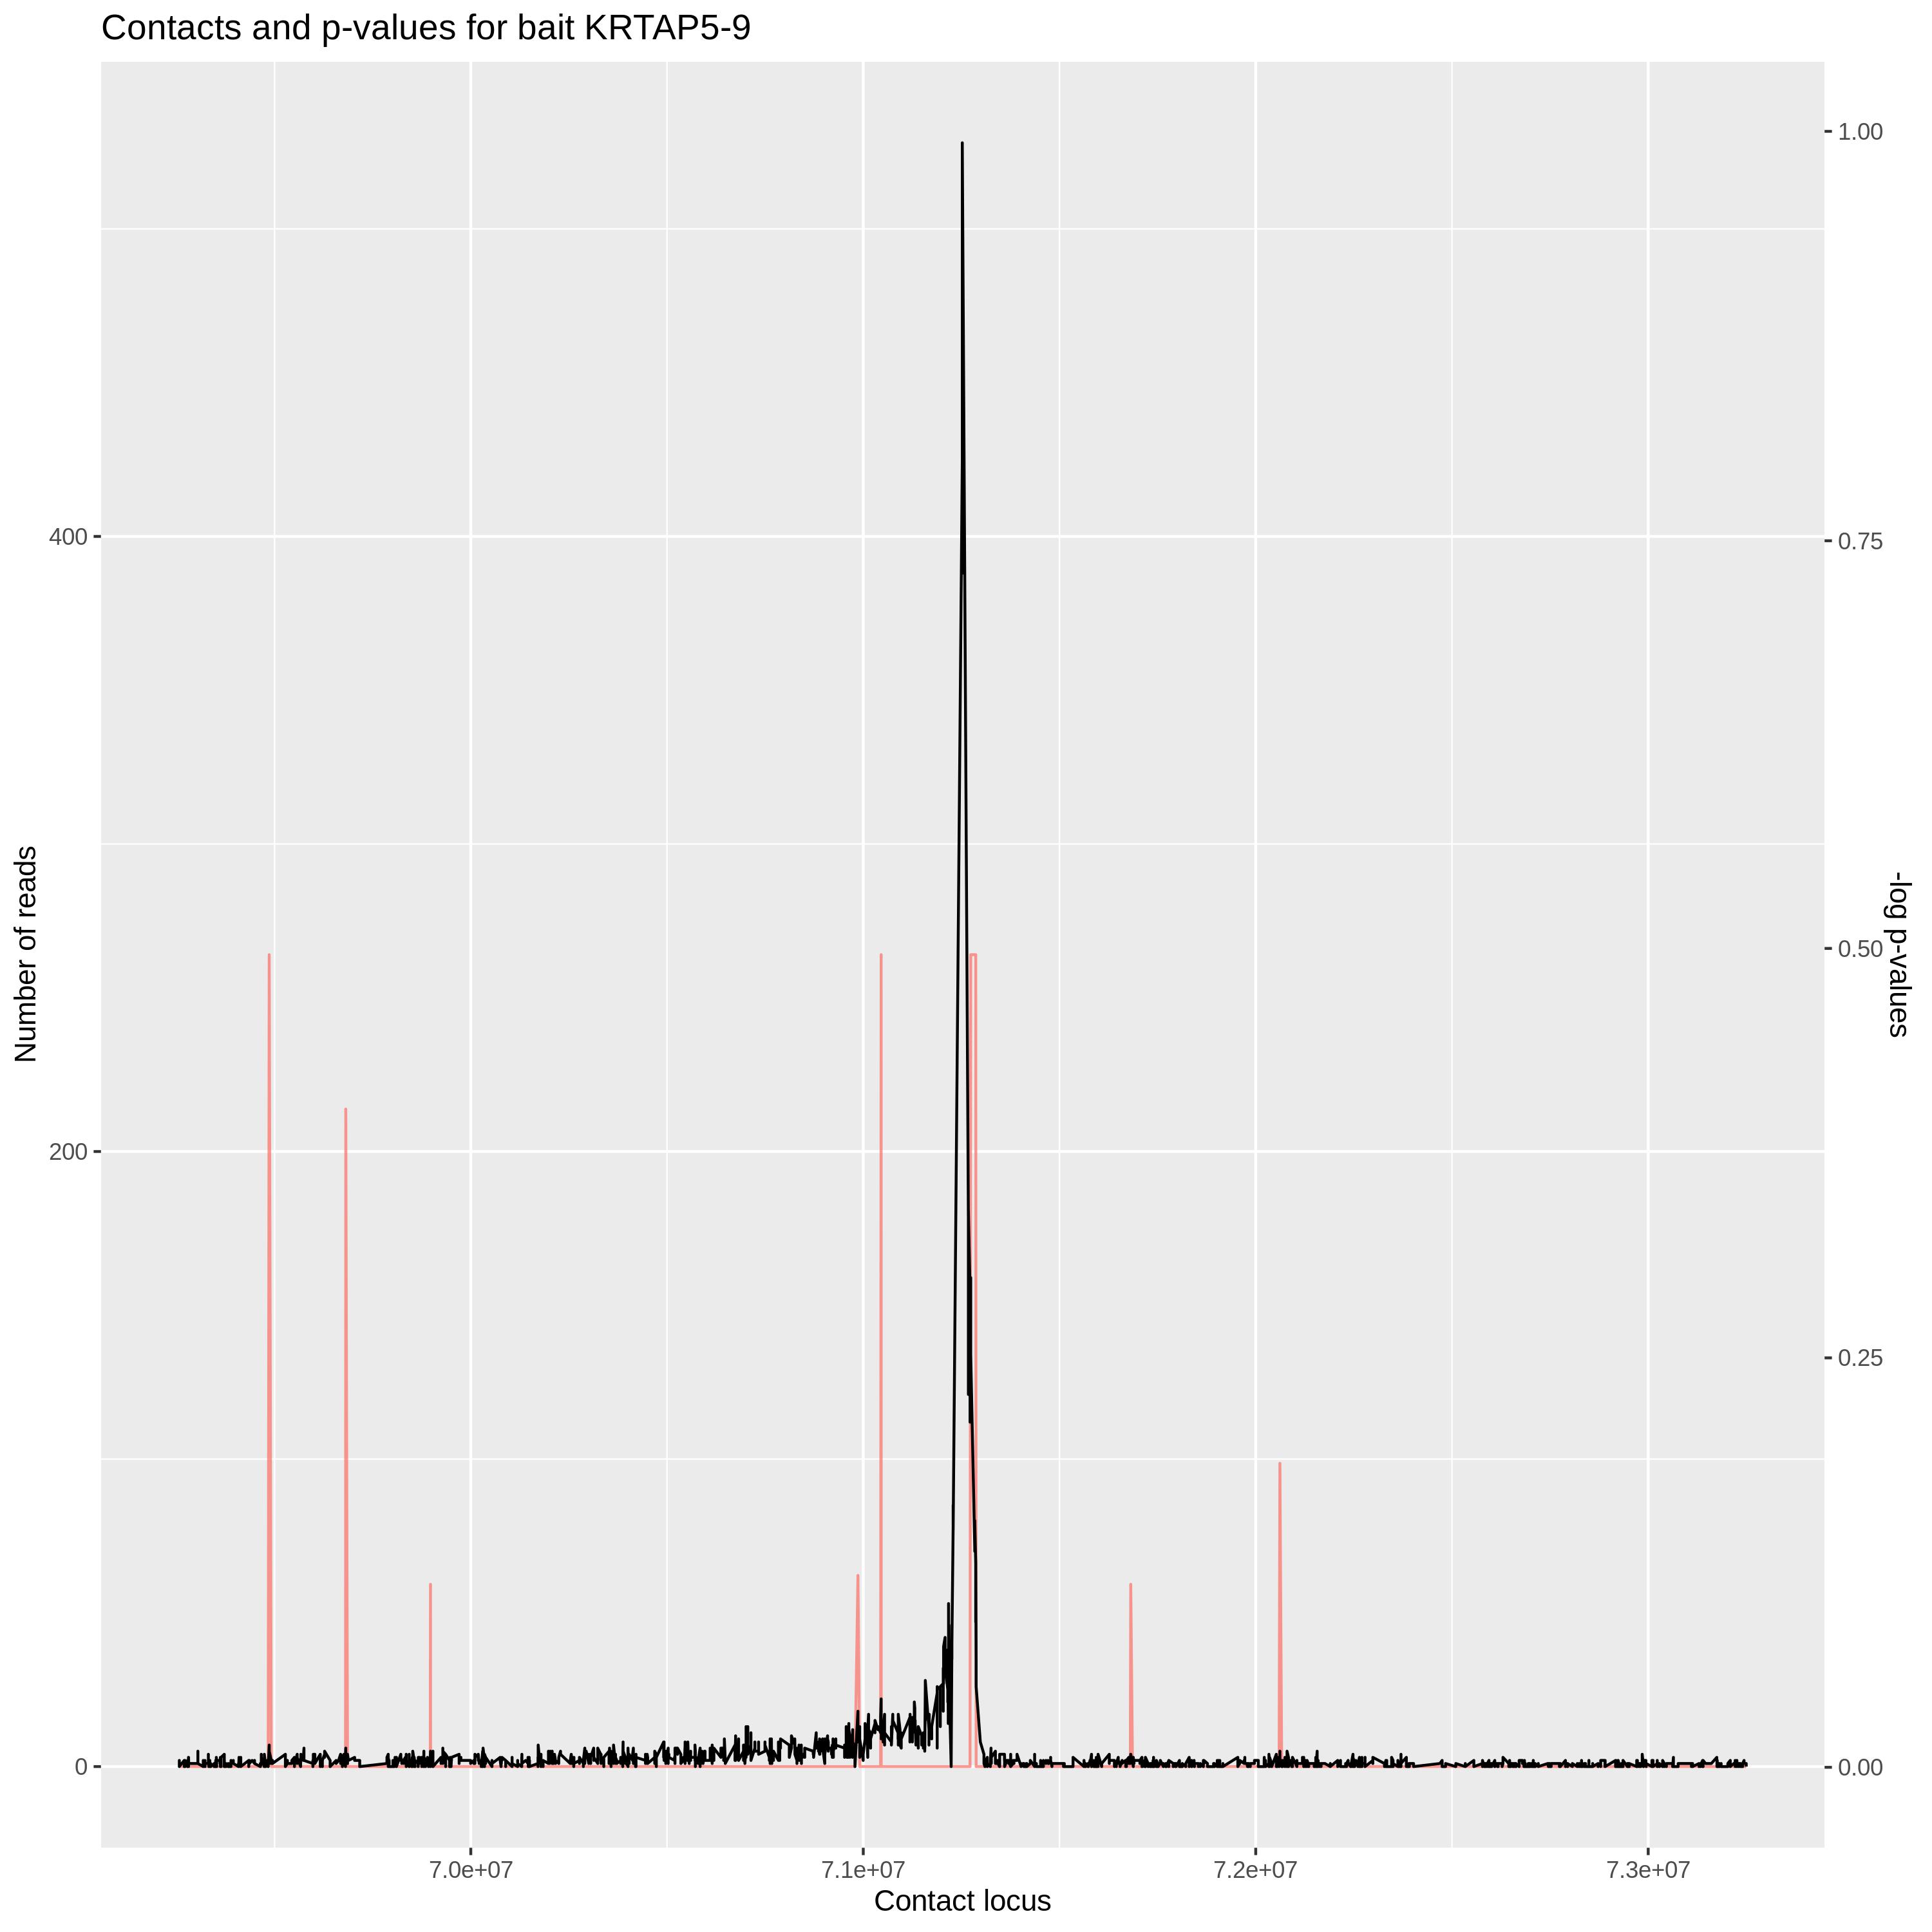 Contacts and p-values for bait KRTAP5-9
1.00
400
0.75
Number of reads
0.50
-log p-values
200
0.25
0
0.00
7.0e+07
7.1e+07
7.2e+07
7.3e+07
Contact locus